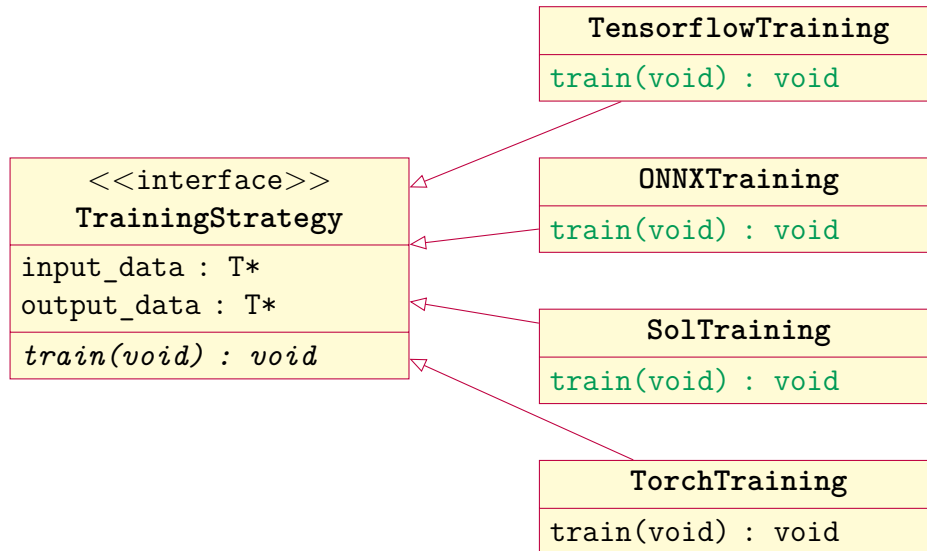 TensorflowTraining
train(void) : void
<<interface>>
TrainingStrategy
input_data : T*
output_data : T*
train(void) : void
ONNXTraining
train(void) : void
SolTraining
train(void) : void
TorchTraining
train(void) : void